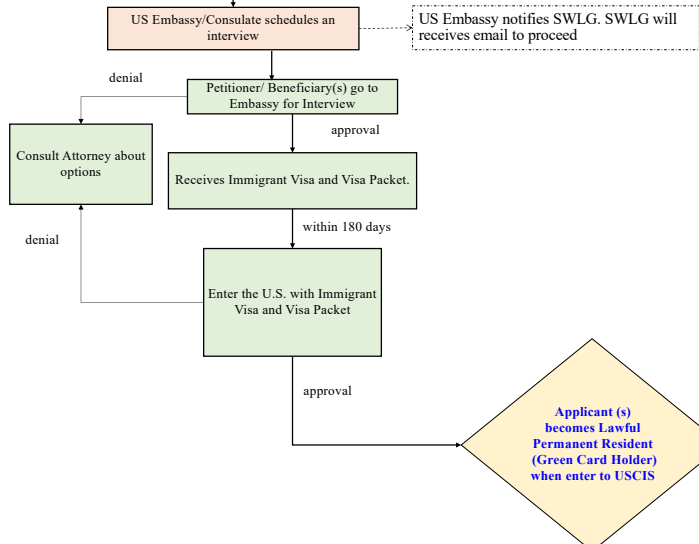 US Embassy/Consulate schedules an
interview
US Embassy notifies SWLG. SWLG will
receives email to proceed
denial
Petitioner/ Beneficiary(s) go to
Embassy for Interview
approval
Consult Attorney about
options
Receives Immigrant Visa and Visa Packet.
within 180 days
denial
Enter the U.S. with Immigrant
Visa and Visa Packet
approval
Applicant (s)
becomes Lawful
Permanent Resident
(Green Card Holder)
when enter to USCIS